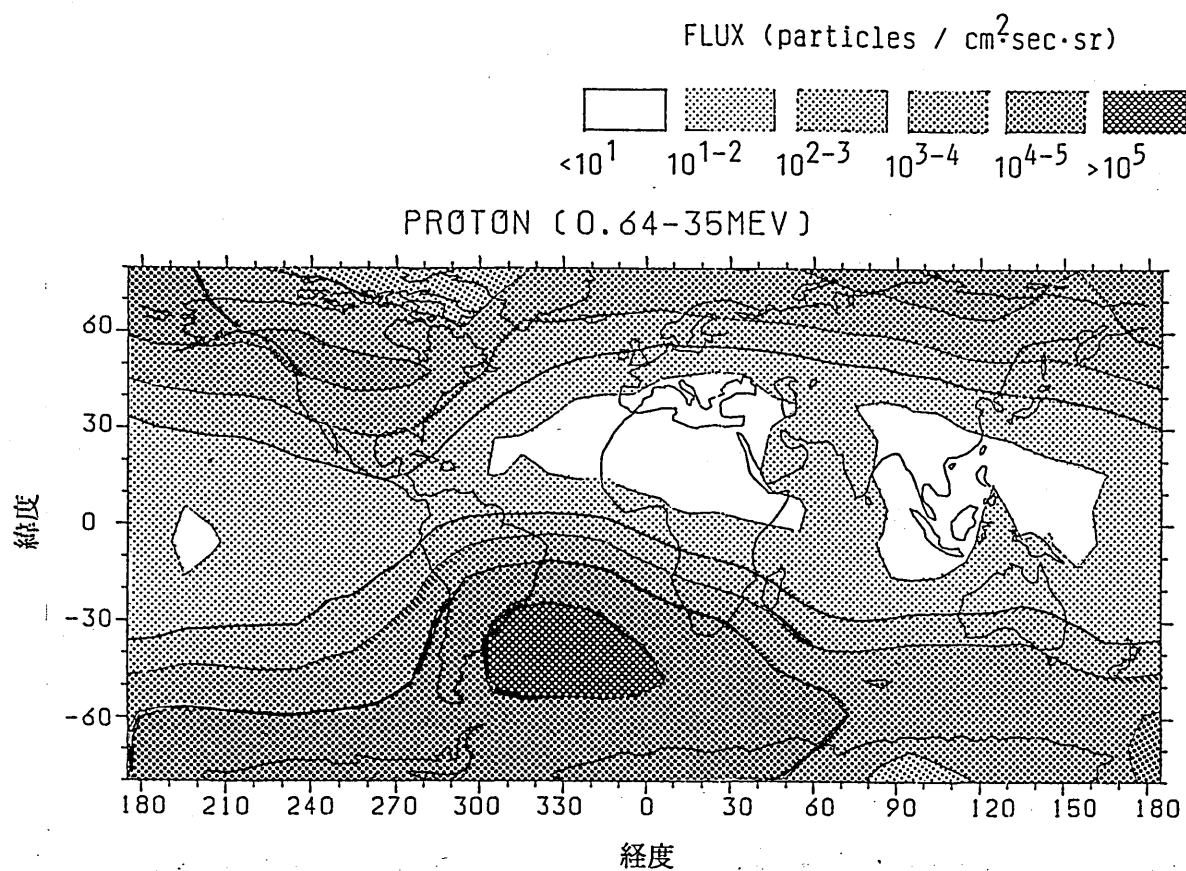 FLUX (particles / cm²·sec·sr)
<10¹ 10¹⁻² 10²⁻³ 10³⁻⁴ 10⁴⁻⁵ >10⁵
PROTON (0.64-35MEV)
60
30
0
-30
-60
緯度
180 210 240 270 300 330 0 30 60 90 120 150 180
経度